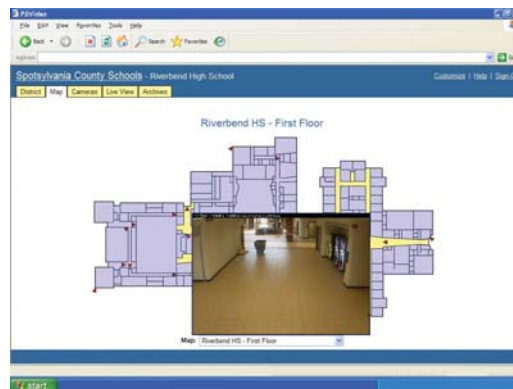 PSVideo
File Edit View Favorites Tools Help
Back Search Favorites
Address
Spotsylvania County Schools - Riverbend High School
Customize | Help | Sign
District Map Cameras Live View Archives
Riverbend HS - First Floor
Map: Riverbend HS - First Floor
start